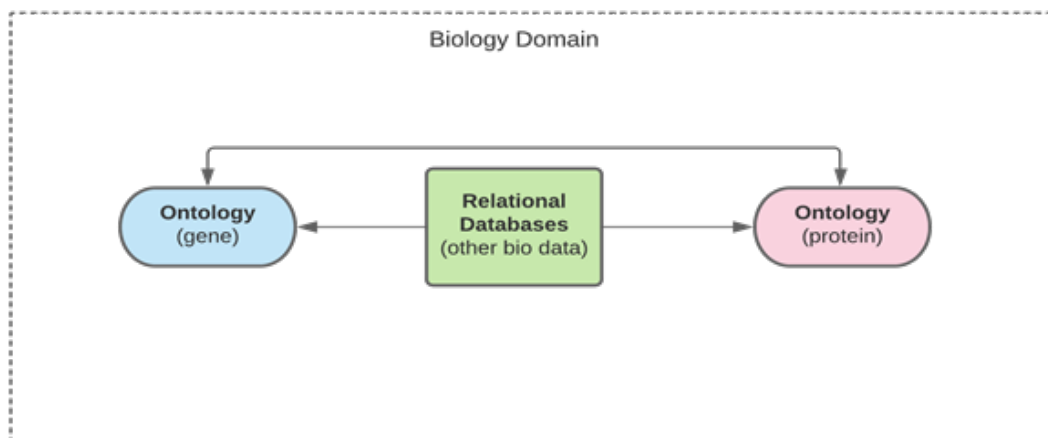 Biology Domain
Ontology
(gene)
Relational
Databases
(other bio data)
Ontology
(protein)